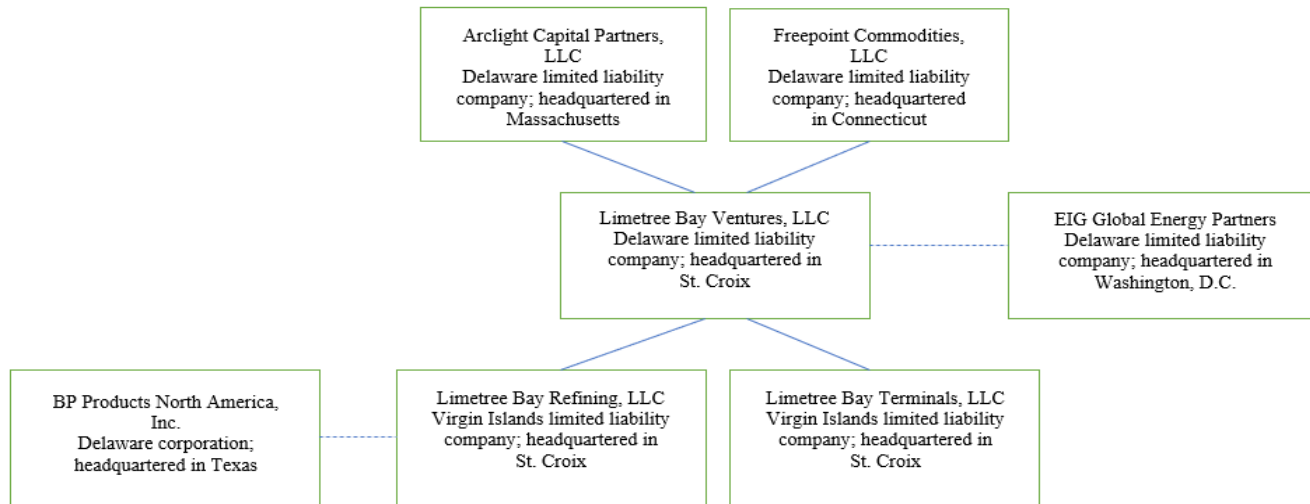 Arclight Capital Partners,
LLC
Delaware limited liability
company; headquartered in
Massachusetts
Freepoint Commodities,
LLC
Delaware limited liability
company; headquartered
in Connecticut
Limetree Bay Ventures, LLC
Delaware limited liability
company; headquartered in
St. Croix
EIG Global Energy Partners
Delaware limited liability
company; headquartered in
Washington, D.C.
BP Products North America,
Inc.
Delaware corporation;
headquartered in Texas
Limetree Bay Refining, LLC
Virgin Islands limited liability
company; headquartered in
St. Croix
Limetree Bay Terminals, LLC
Virgin Islands limited liability
company; headquartered in
St. Croix